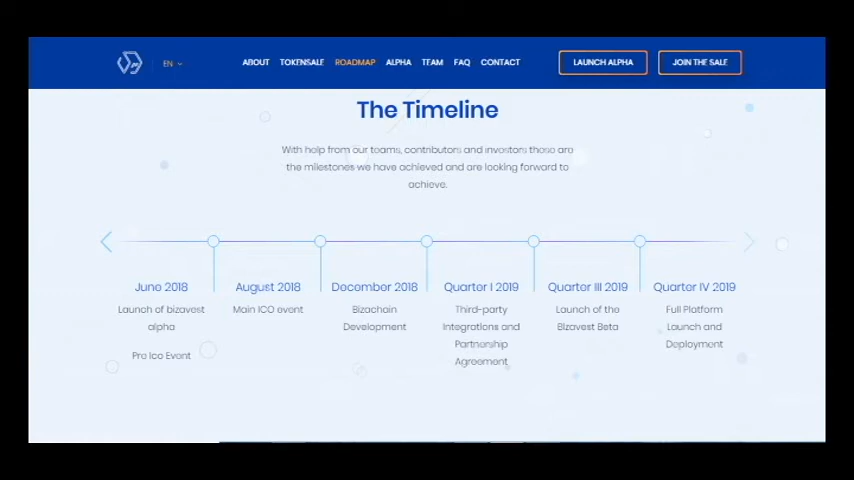 EN ABOUT TOKENSALE ROADMAP ALPHA TEAM FAQ CONTACT LAUNCH ALPHA JOIN THE SALE
The Timeline
With help from our teams, contributors and investors these are
the milestones we have achieved and are looking forward to
achieve.
June 2018
Launch of bizavest
alpha
Pre Ico Event
August 2018
Main ICO event
December 2018
Bizachain
Development
Quarter I 2019
Third-party
Integrations and
Partnership
Agreement
Quarter III 2019
Launch of the
Bizavest Beta
Quarter IV 2019
Full Platform
Launch and
Deployment